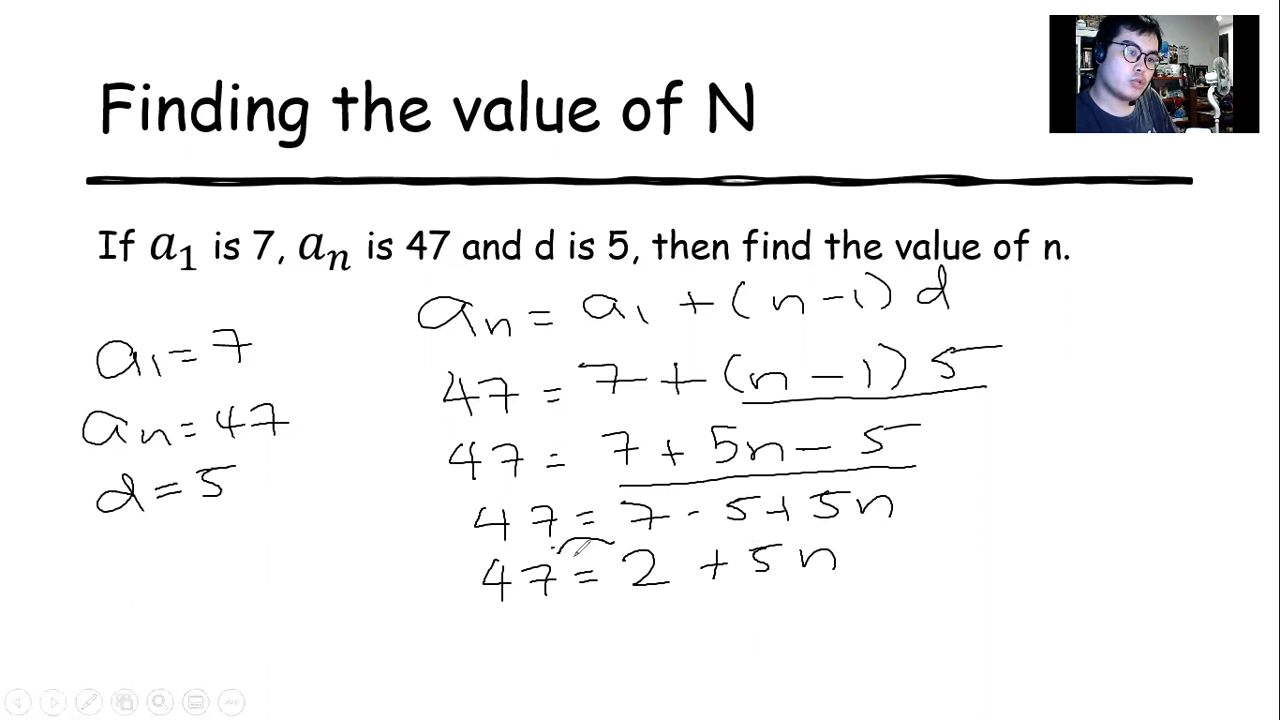 Finding the value of N
If a₁ is 7, aₙ is 47 and d is 5, then find the value of n.
a₁ = 7
aₙ = 47
d = 5
aₙ = a₁ + (n - 1) d
47 = 7 + (n - 1) 5
47 = 7 + 5n - 5
47 = 7 - 5 + 5n
47 = 2 + 5n